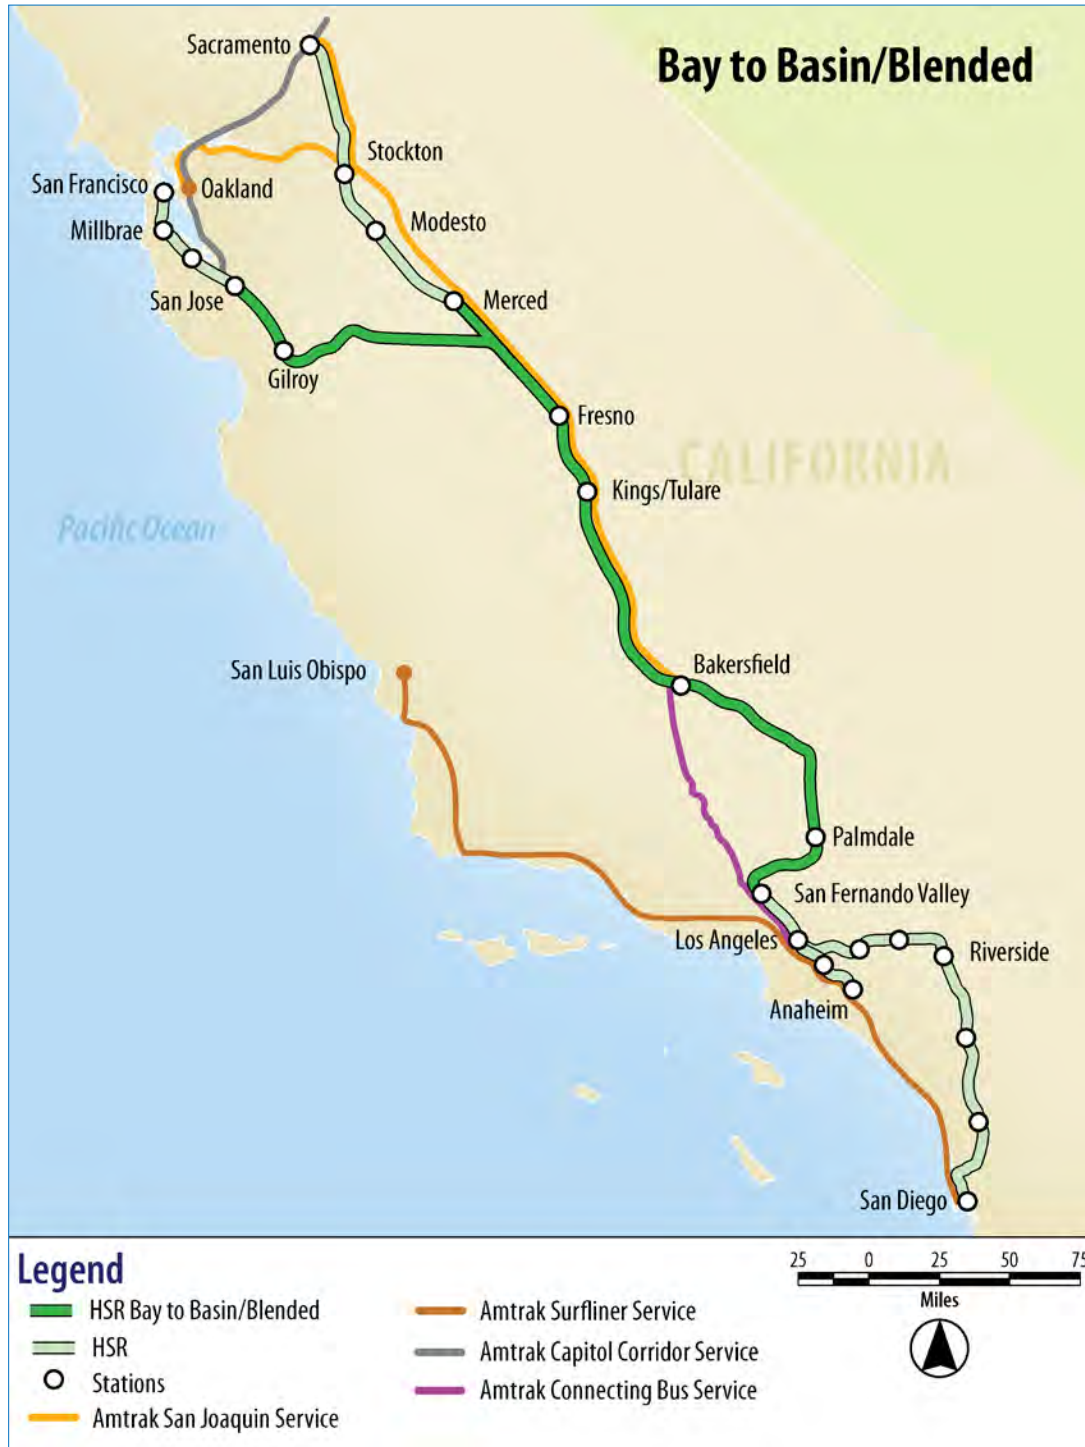 Bay to Basin/Blended
Sacramento
Stockton
San Francisco
Oakland
Modesto
Millbrae
San Jose
Merced
Gilroy
Fresno
CALIFORNIA
Kings/Tulare
Pacific Ocean
Bakersfield
San Luis Obispo
Palmdale
San Fernando Valley
Los Angeles
Riverside
Anaheim
San Diego
Legend
HSR Bay to Basin/Blended
HSR
Stations
Amtrak San Joaquin Service
Amtrak Surfliner Service
Amtrak Capitol Corridor Service
Amtrak Connecting Bus Service
25 0 25 50 75
Miles